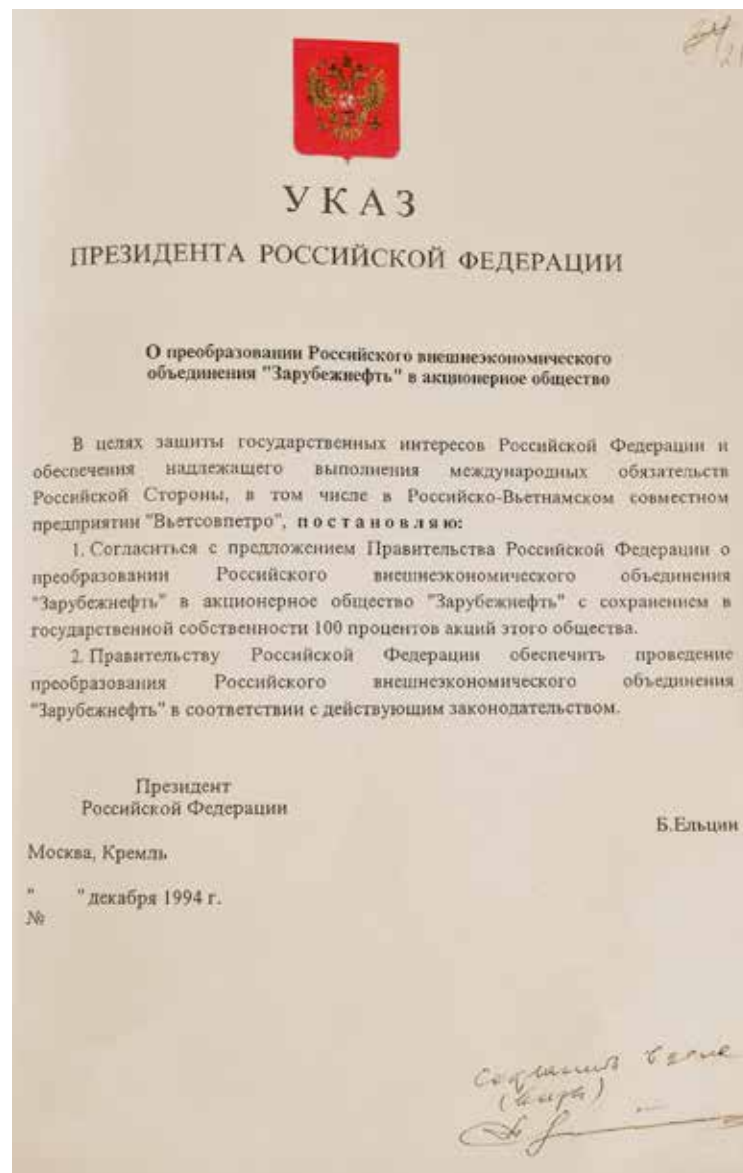 УКАЗ
ПРЕЗИДЕНТА РОССИЙСКОЙ ФЕДЕРАЦИИ
О преобразовании Российского внешнеэкономического
объединения "Зарубежнефть" в акционерное общество
В целях защиты государственных интересов Российской Федерации и
обеспечения надлежащего выполнения международных обязательств
Российской Стороны, в том числе в Российско-Вьетнамском совместном
предприятии "Вьетсовпетро", постановляю:
1. Согласиться с предложением Правительства Российской Федерации о
преобразовании Российского внешнеэкономического объединения
"Зарубежнефть" в акционерное общество "Зарубежнефть" с сохранением в
государственной собственности 100 процентов акций этого общества.
2. Правительству Российской Федерации обеспечить проведение
преобразования Российского внешнеэкономического объединения
"Зарубежнефть" в соответствии с действующим законодательством.
Президент
Российской Федерации
Б.Ельцин
Москва, Кремль
" " декабря 1994 г.
№